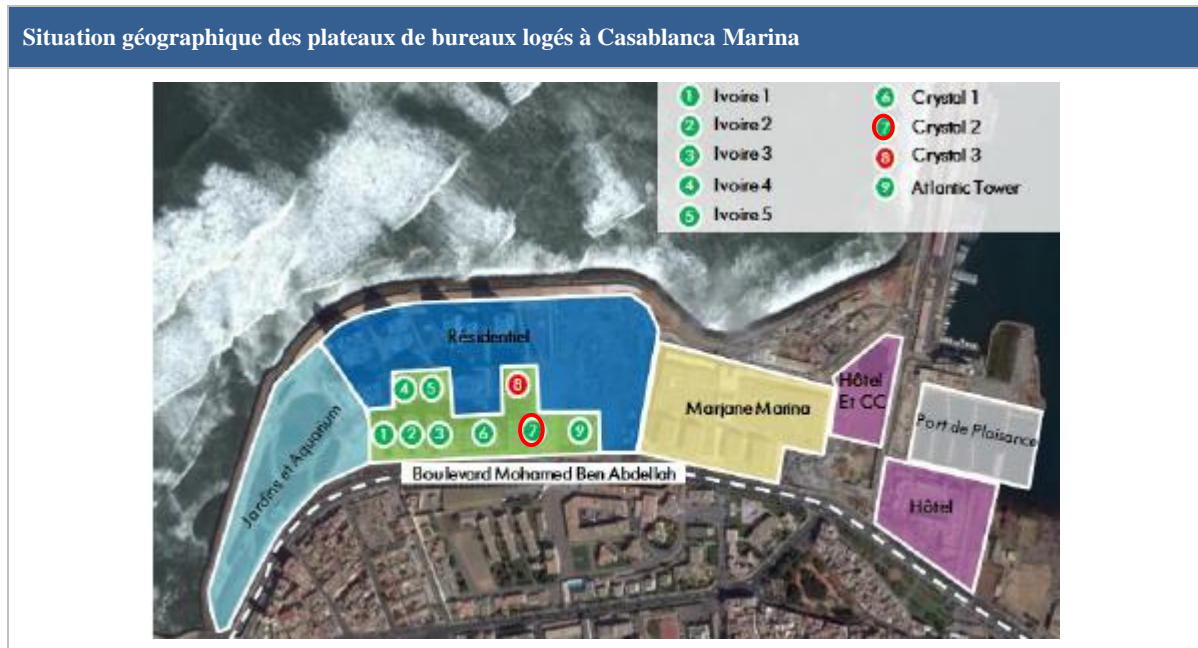 Situation géographique des plateaux de bureaux logés à Casablanca Marina
1 Ivoire 1
2 Ivoire 2
3 Ivoire 3
4 Ivoire 4
5 Ivoire 5
6 Crystal 1
7 Crystal 2
8 Crystal 3
9 Atlantic Tower
Résidentiel
4 5
8
1 2 3 6 7 9
Jardins et Aquarium
Marjane Marina
Hôtel
Et CC
Port de Plaisance
Hôtel
Boulevard Mohamed Ben Abdellah